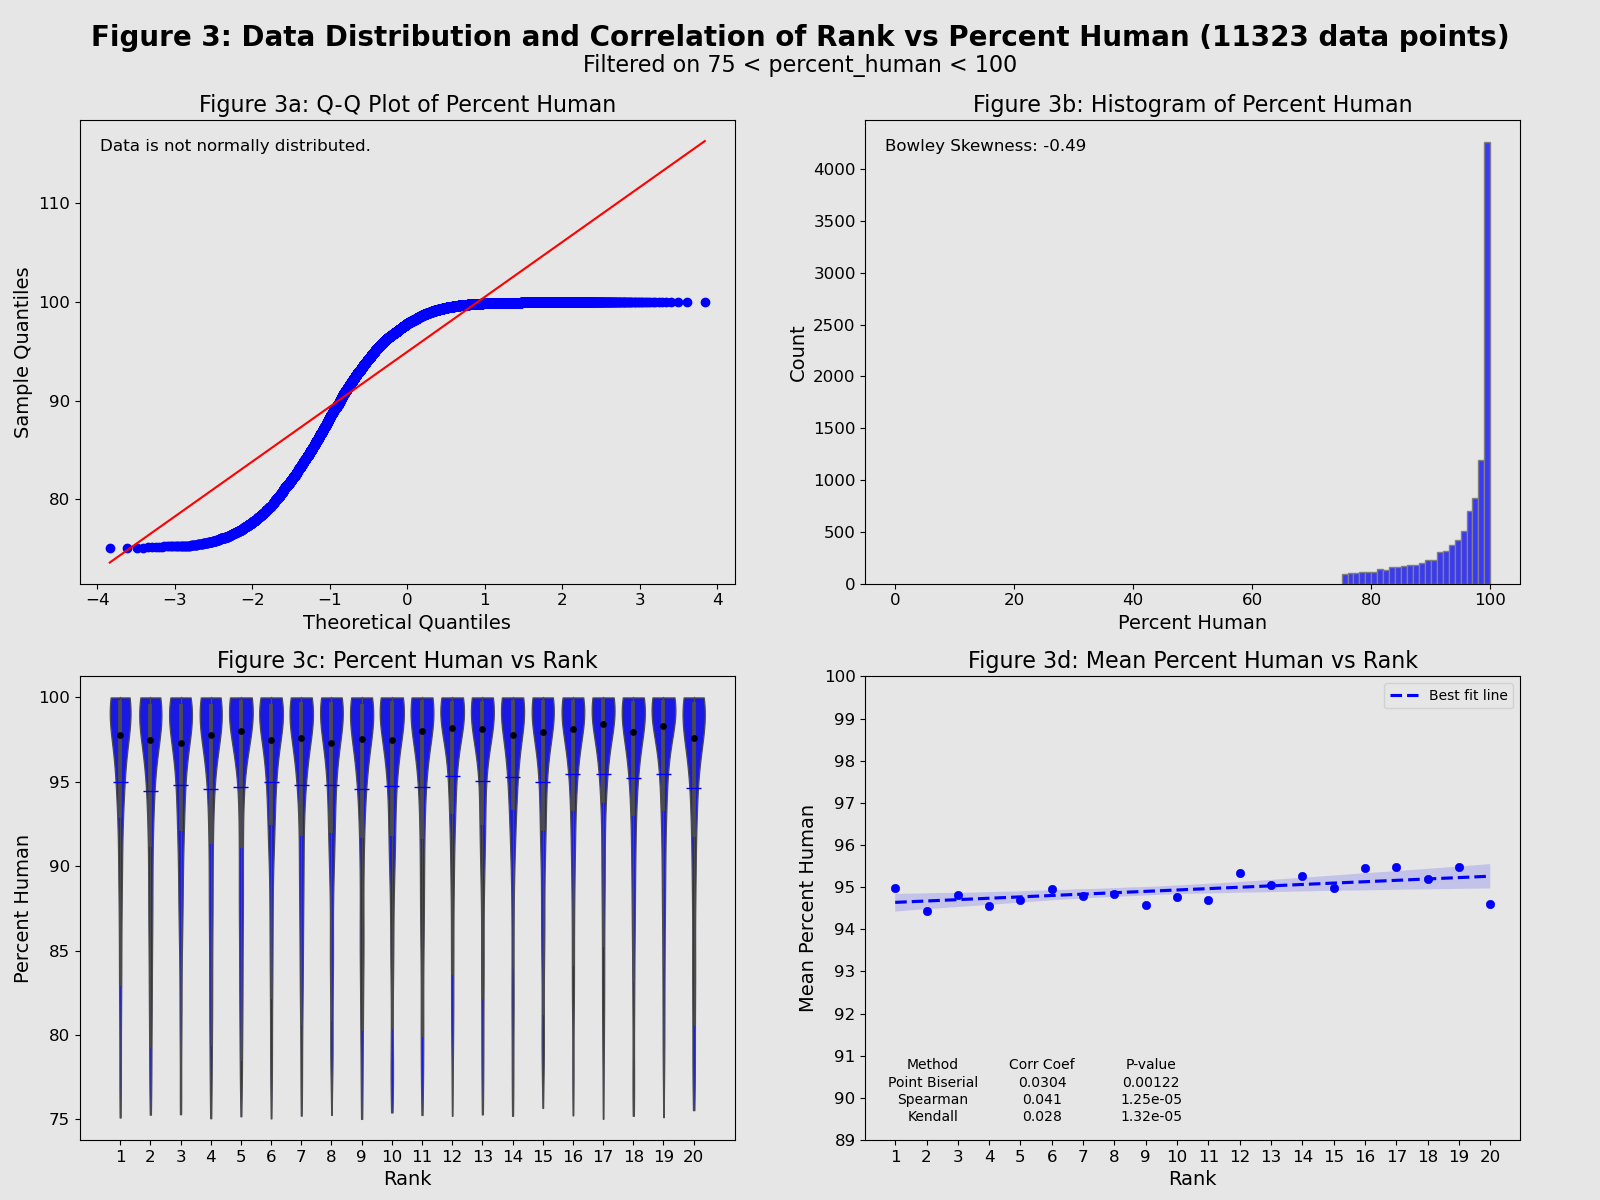 Figure 3: Data Distribution and Correlation of Rank vs Percent Human (11323 data points)
Filtered on 75 < percent_human < 100
Figure 3a: Q-Q Plot of Percent Human
Data is not normally distributed.
110
100
90
80
Sample Quantiles
−4 −3 −2 −1 0 1 2 3 4
Theoretical Quantiles
Figure 3b: Histogram of Percent Human
Bowley Skewness: -0.49
4000
3500
3000
2500
2000
1500
1000
500
0
Count
0 20 40 60 80 100
Percent Human
Figure 3c: Percent Human vs Rank
100
95
90
85
80
75
Percent Human
1 2 3 4 5 6 7 8 9 10 11 12 13 14 15 16 17 18 19 20
Rank
Figure 3d: Mean Percent Human vs Rank
Best fit line
100
99
98
97
96
95
94
93
92
91
90
89
Mean Percent Human
Method Corr Coef P-value
Point Biserial 0.0304 0.00122
Spearman 0.041 1.25e-05
Kendall 0.028 1.32e-05
1 2 3 4 5 6 7 8 9 10 11 12 13 14 15 16 17 18 19 20
Rank